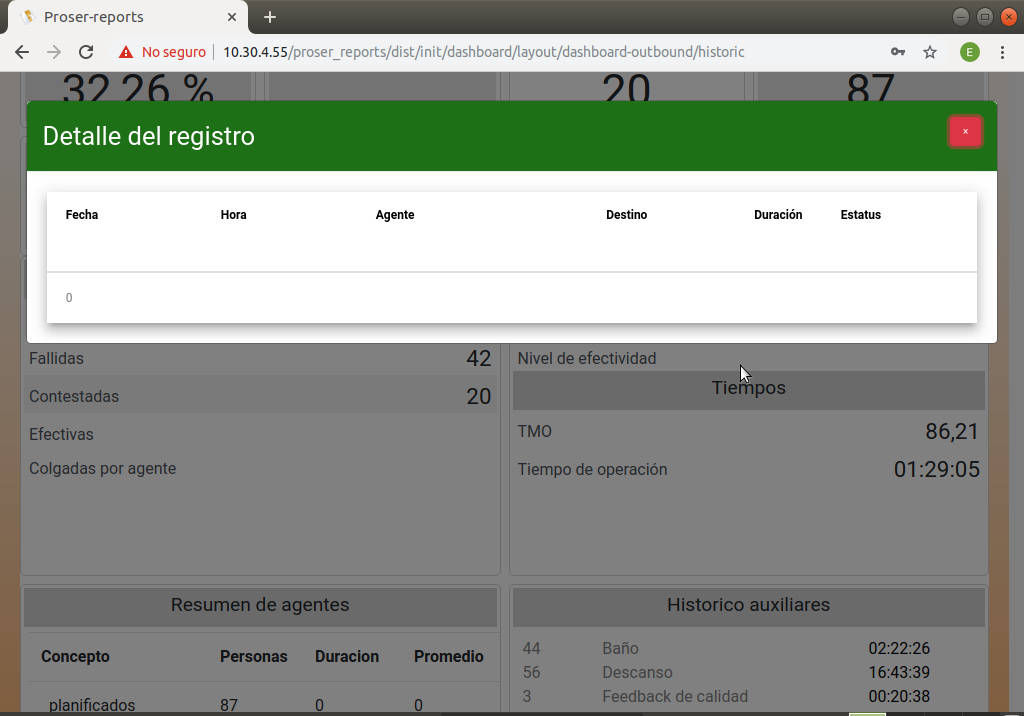 Proser-reports
No seguro
10.30.4.55/proser_reports/dist/init/dashboard/layout/dashboard-outbound/historic
E
32,26 %
20
87
Detalle del registro
×
Fecha Hora Agente Destino Duración Estatus
0
Fallidas 42
Contestadas 20
Efectivas
Colgadas por agente
Nivel de efectividad
Tiempos
TMO 86,21
Tiempo de operación 01:29:05
Resumen de agentes
Concepto Personas Duracion Promedio
planificados 87 0 0
Historico auxiliares
44 Baño 02:22:26
56 Descanso 16:43:39
3 Feedback de calidad 00:20:38